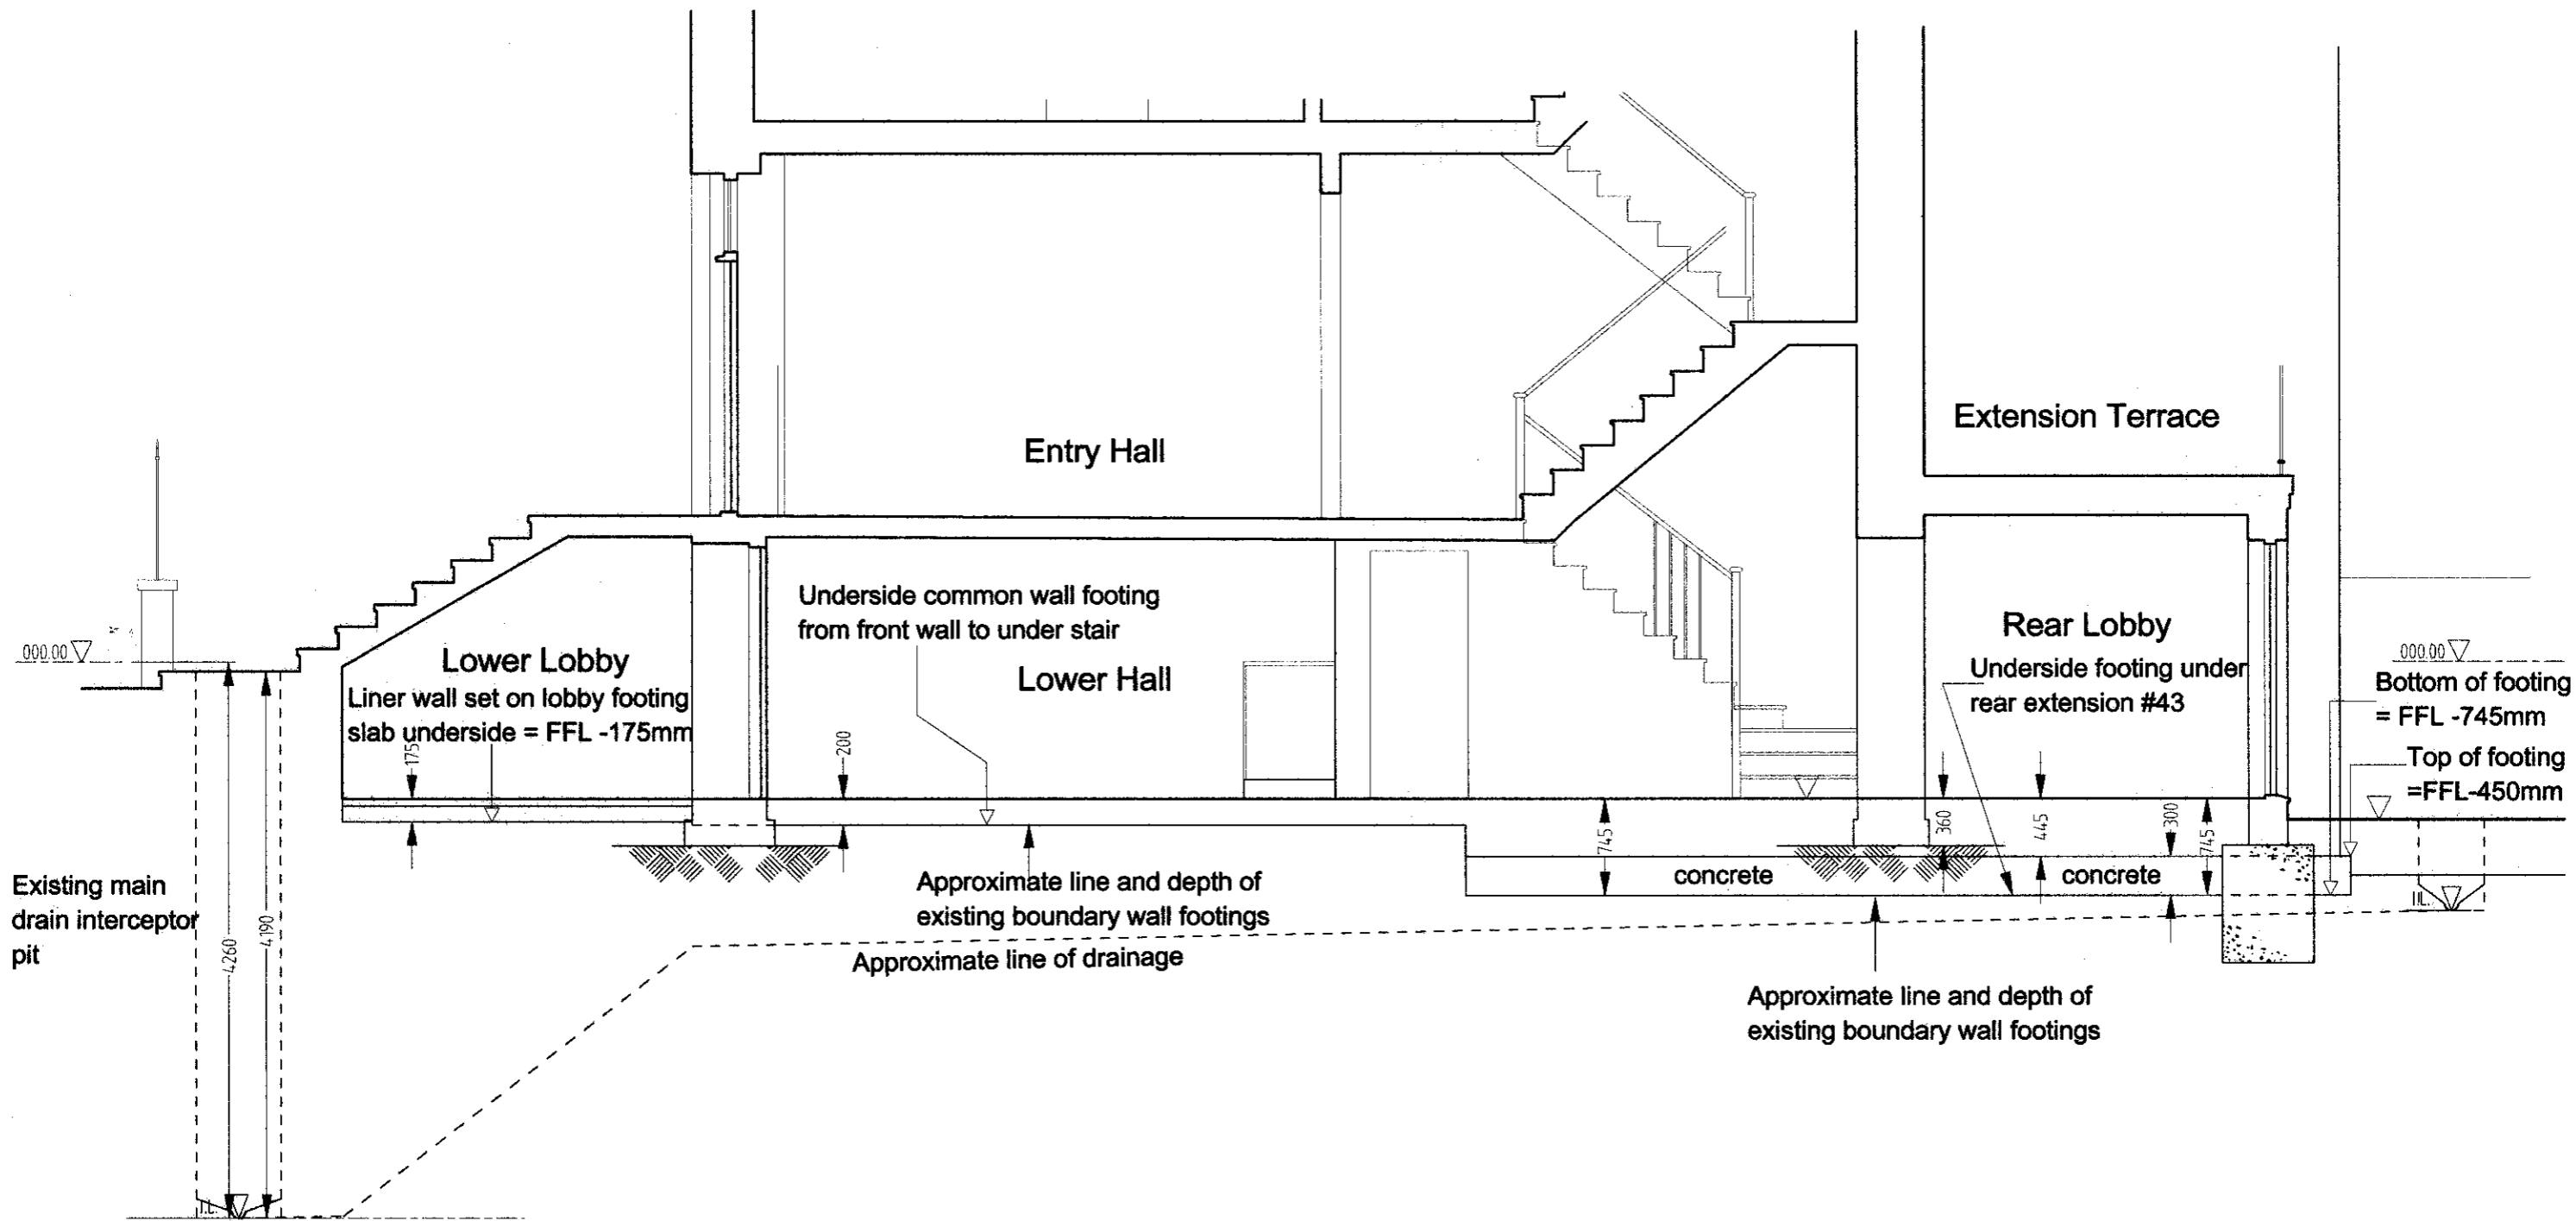 Extension Terrace
Entry Hall
Underside common wall footing
from front wall to under stair
000.00
Lower Lobby
Liner wall set on lobby footing
slab underside = FFL -175mm
Lower Hall
Rear Lobby
Underside footing under
rear extension #43
000.00
Bottom of footing
= FFL -745mm
Top of footing
=FFL-450mm
175
200
745
360
445
300
745
concrete
concrete
Existing main
drain interceptor
pit
4260
4190
Approximate line and depth of
existing boundary wall footings
Approximate line of drainage
I.L.
Approximate line and depth of
existing boundary wall footings
I.L.